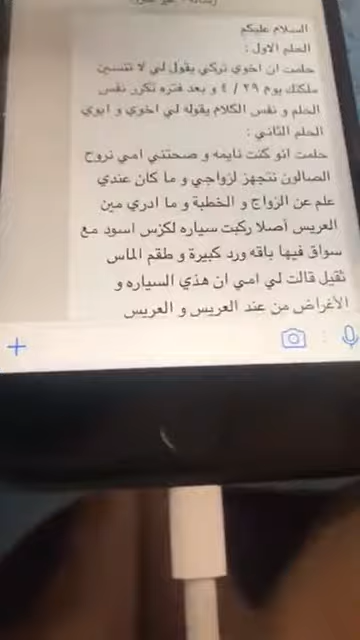 السلام عليكم
الحلم الاول :
حلمت ان اخوي تركي يقول لي لا تنسين
ملكتك يوم ٢٩ / ٤ و بعد فتره تكرر نفس
الحلم و نفس الكلام يقوله لي اخوي و ابوي
الحلم الثاني :
حلمت انو كنت نايمه و صحتني امي نروح
الصالون نتجهز لزواجي و ما كان عندي
علم عن الزواج و الخطبة و ما ادري مين
العريس أصلا ركبت سياره لكزس اسود مع
سواق فيها باقه ورد كبيرة و طقم الماس
ثقيل قالت لي امي ان هذي السياره و
الأغراض من عند العريس و العريس